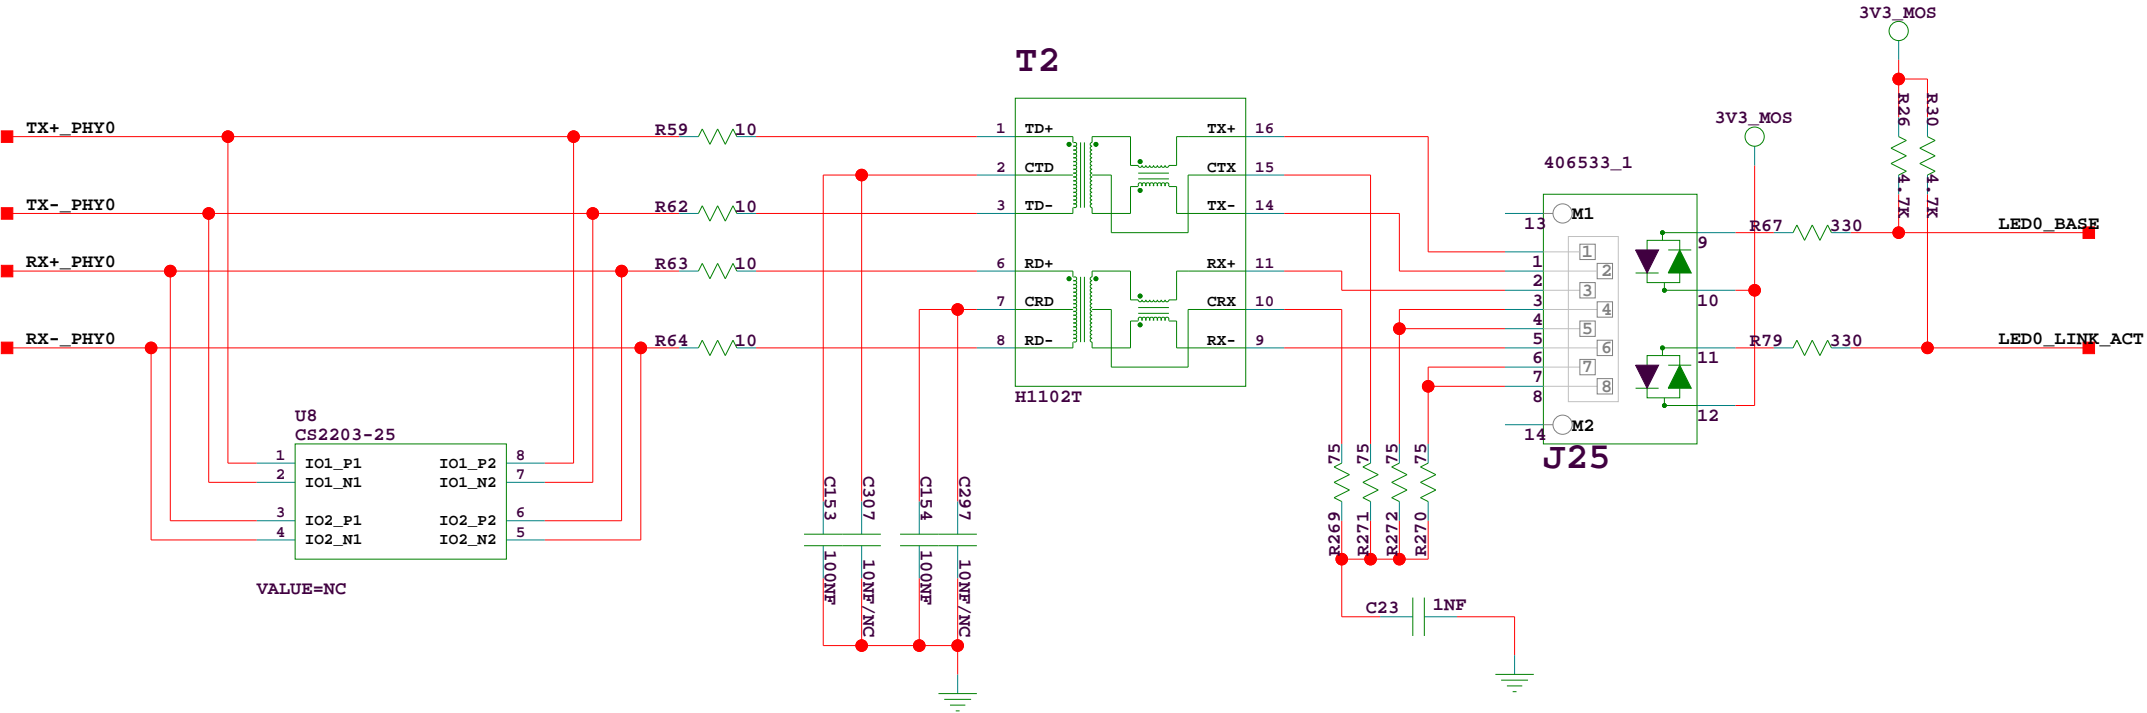 3V3_MOS
T2
3V3_MOS
R26
R30
4.7K
4.7K
TX+_PHY0
R59 10
1 TD+ TX+ 16
406533_1
2 CTD CTX 15
TX-_PHY0
R62 10
3 TD- TX- 14
13 M1
R67 330
LED0_BASE
9
1
1
RX+_PHY0
R63 10
6 RD+ RX+ 11
2
2
3
10
3
7 CRD CRX 10
4
4
5
RX-_PHY0
R64 10
8 RD- RX- 9
5
6
R79 330
LED0_LINK_ACT
11
6
7
7
8
8
H1102T
12
14 M2
J25
U8
CS2203-25
1 IO1_P1 IO1_P2 8
2 IO1_N1 IO1_N2 7
3 IO2_P1 IO2_P2 6
4 IO2_N1 IO2_N2 5
VALUE=NC
C153
C307
C154
C297
100NF
10NF/NC
100NF
10NF/NC
75
75
75
75
R269
R271
R272
R270
C23 1NF